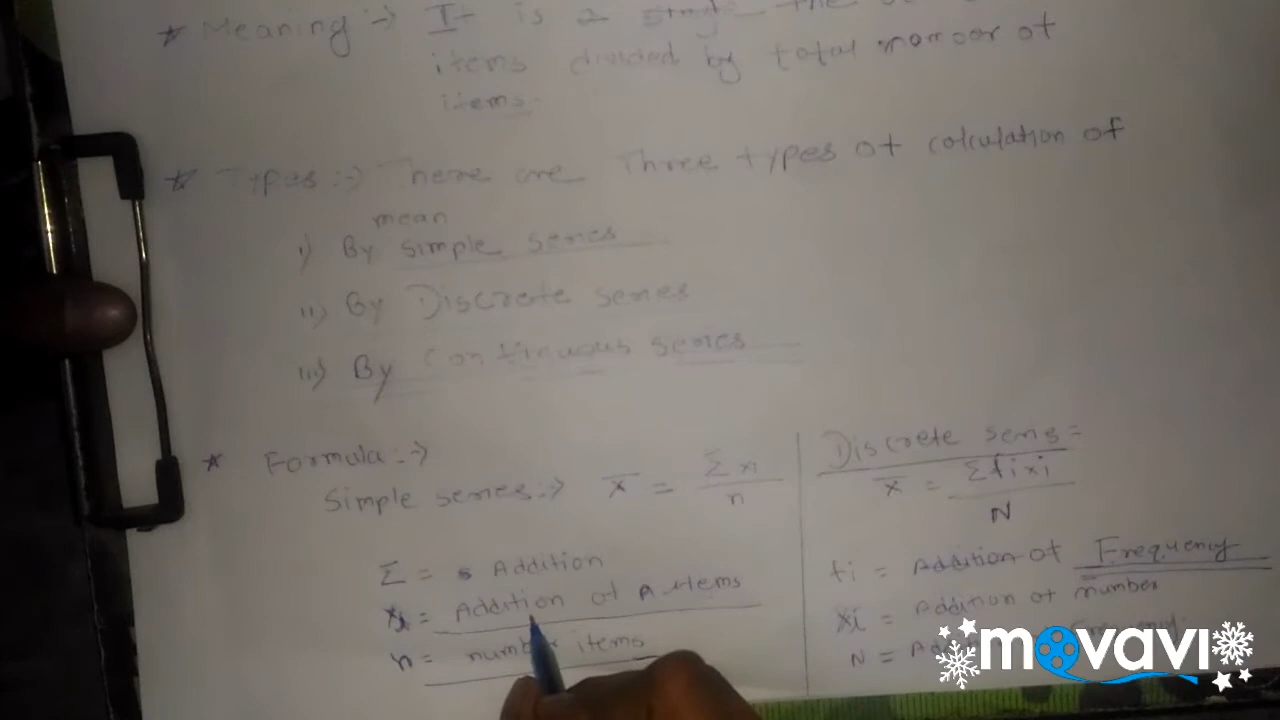 * Meaning :-> It is a the
items divided by total number of
items.
* Types :-> There are Three types of calculation of
mean
i) By simple series
ii) By Discrete series
iii) By continuous series
* Formula :->
Simple series :-> x̄ = Σxi / n
Σ = Addition
xi = Addition of n items
n = number items
Discrete series =
x̄ = Σfixi / N
fi = Addition of Frequency
xi = Addition of number
N =
movavi